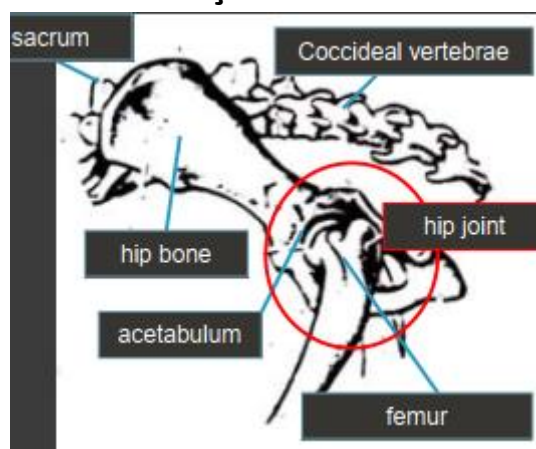 sacrum
Coccideal vertebrae
hip joint
hip bone
acetabulum
femur